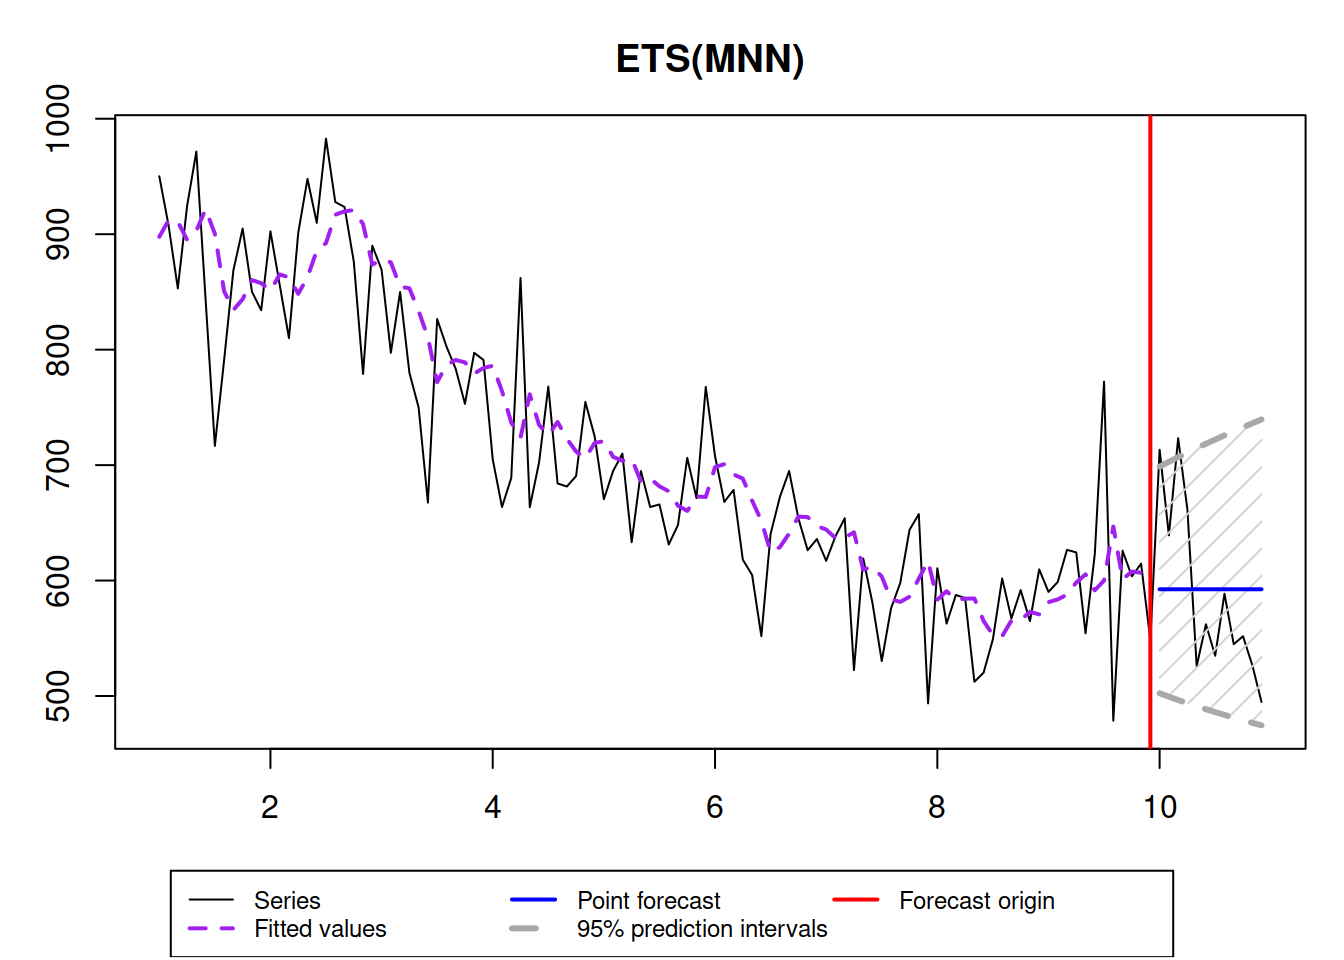 ETS(MNN)
1000
900
800
700
600
500
2 4 6 8 10
Series Point forecast Forecast origin
Fitted values 95% prediction intervals